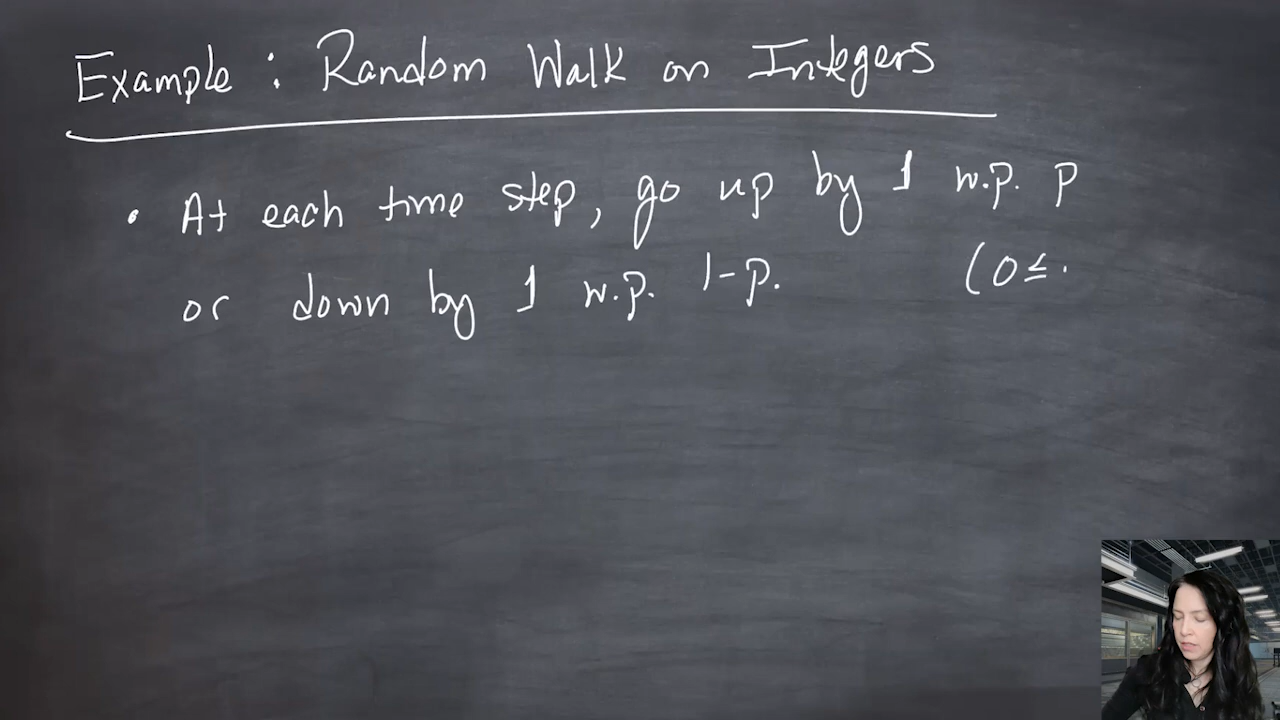 Example : Random Walk on Integers
• At each time step, go up by 1 w.p. p
or down by 1 w.p. 1-p. (0≤